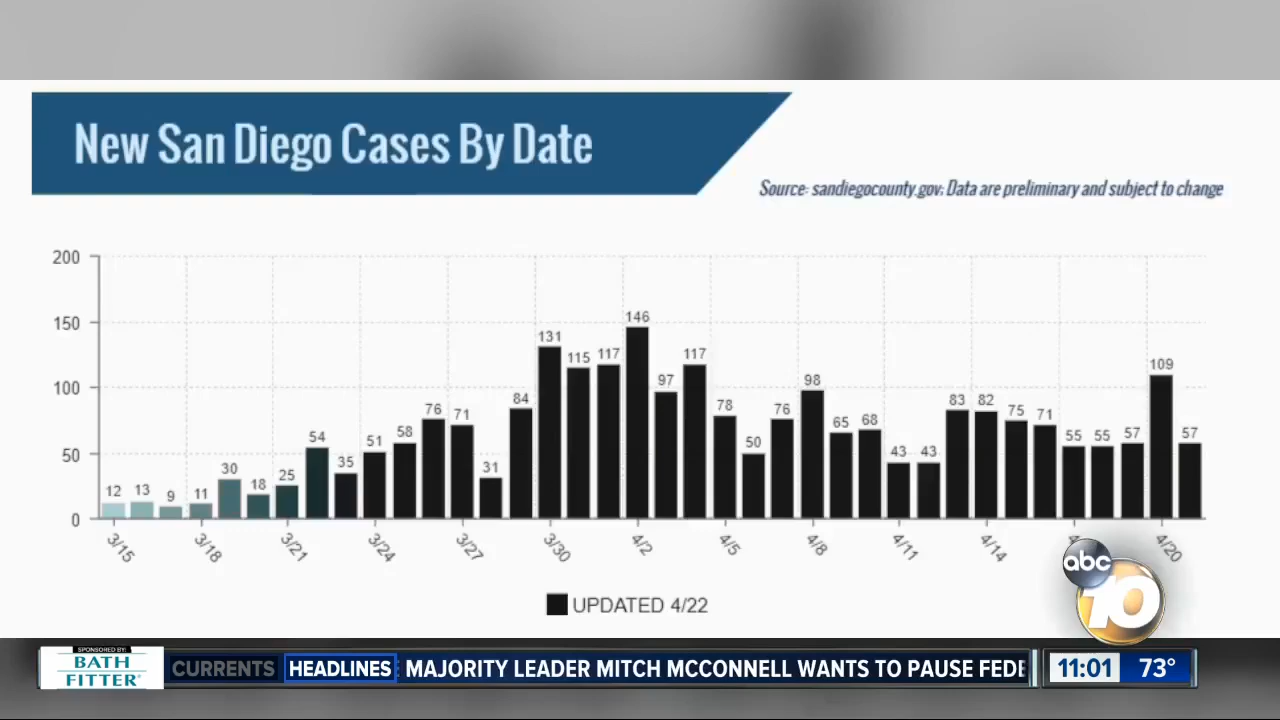 New San Diego Cases By Date
Source: sandiegocounty.gov; Data are preliminary and subject to change
200
150
100
50
0
12 13 9 11 30 18 25 54 35 51 58 76 71 31 84 131 115 117 146 97 117 78 50 76 98 65 68 43 43 83 82 75 71 55 55 57 109 57
3/15 3/18 3/21 3/24 3/27 3/30 4/2 4/5 4/8 4/11 4/14 4/20
UPDATED 4/22
abc
10
SPONSORED BY:
BATH
FITTER®
CURRENTS HEADLINES MAJORITY LEADER MITCH MCCONNELL WANTS TO PAUSE FEDE
11:01 73°